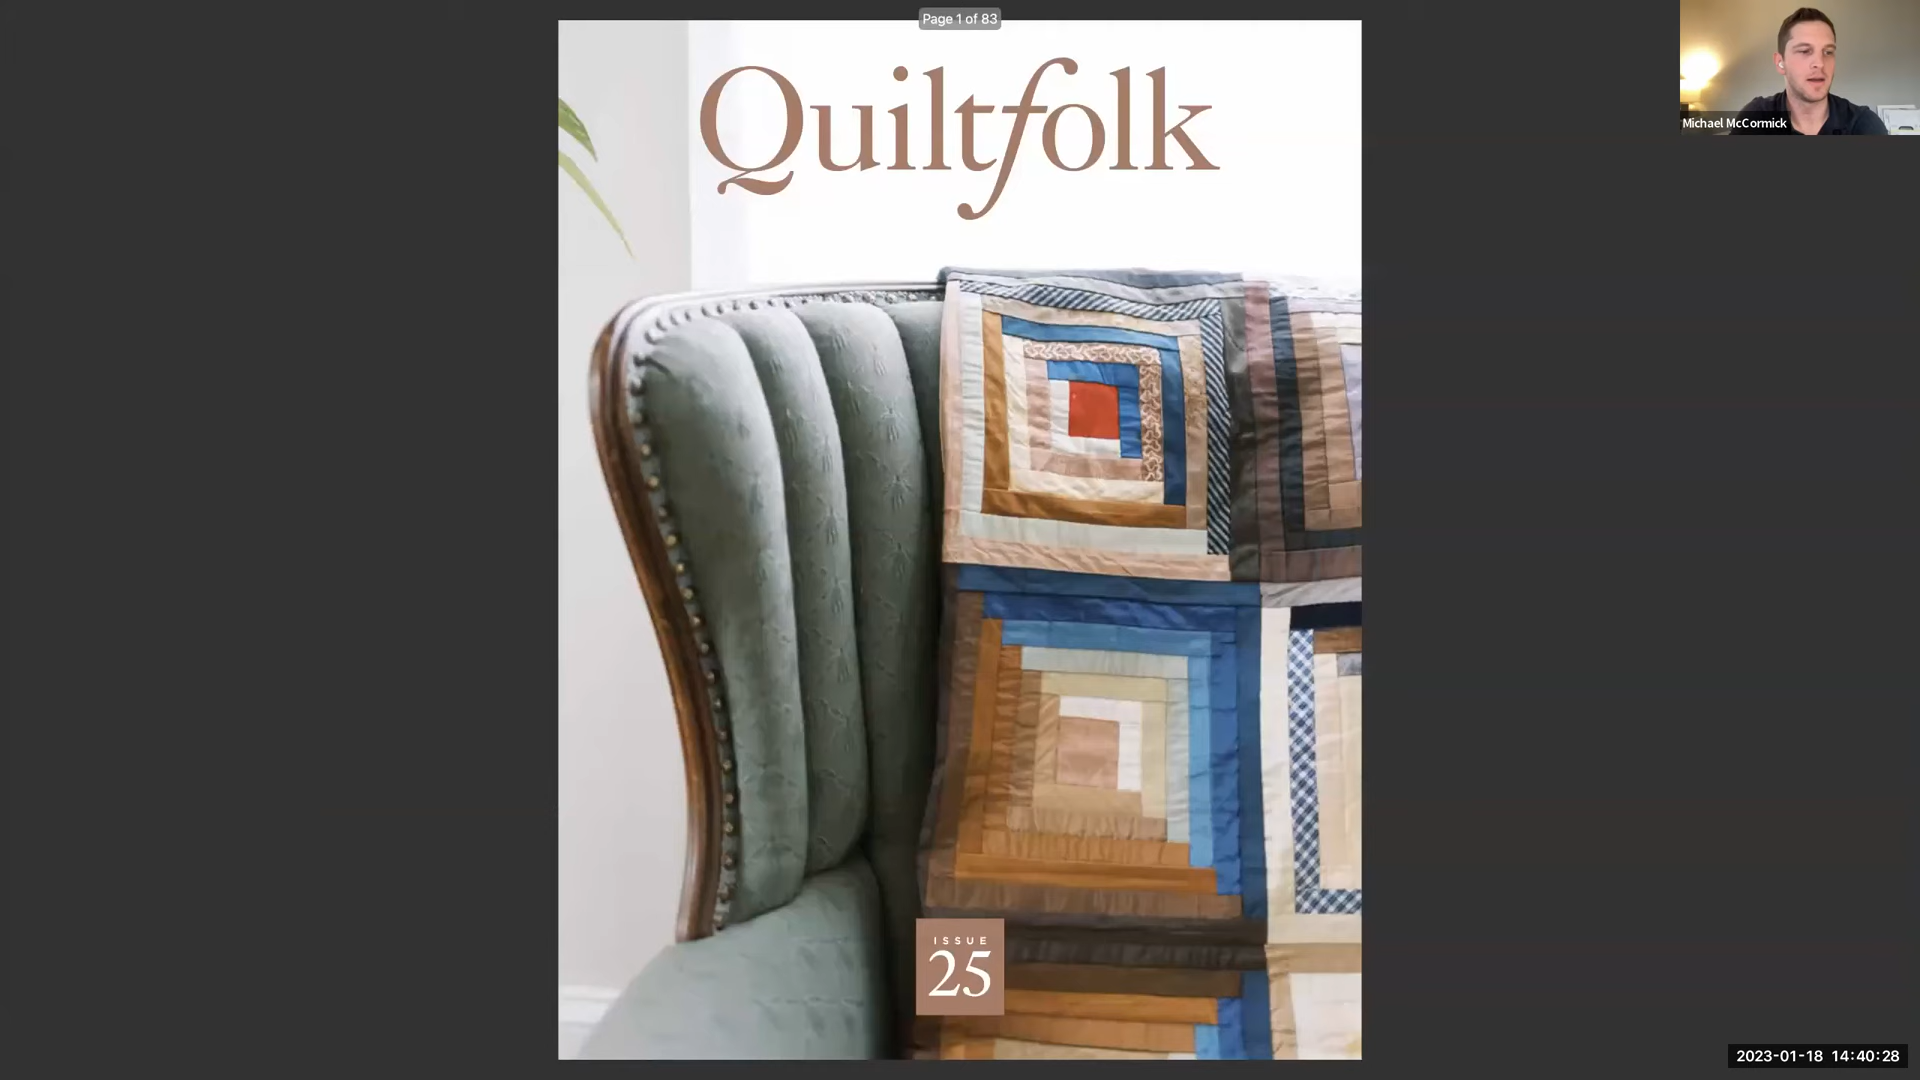 Page 1 of 83
Quiltfolk
Michael McCormick
ISSUE
25
2023-01-18 14:40:28